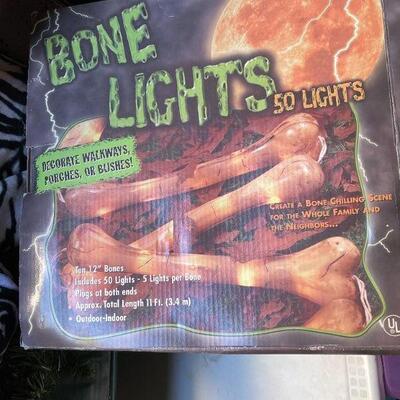 BONE
LIGHTS
50 LIGHTS
DECORATE WALKWAYS,
PORCHES, OR BUSHES!
CREATE A BONE CHILLING SCENE
FOR THE WHOLE FAMILY AND
THE NEIGHBORS...
• Ten 12" Bones
• Includes 50 Lights - 5 Lights per Bone
• Plugs at both ends
• Approx. Total Length 11 Ft. (3.4 m)
• Outdoor-Indoor
UL